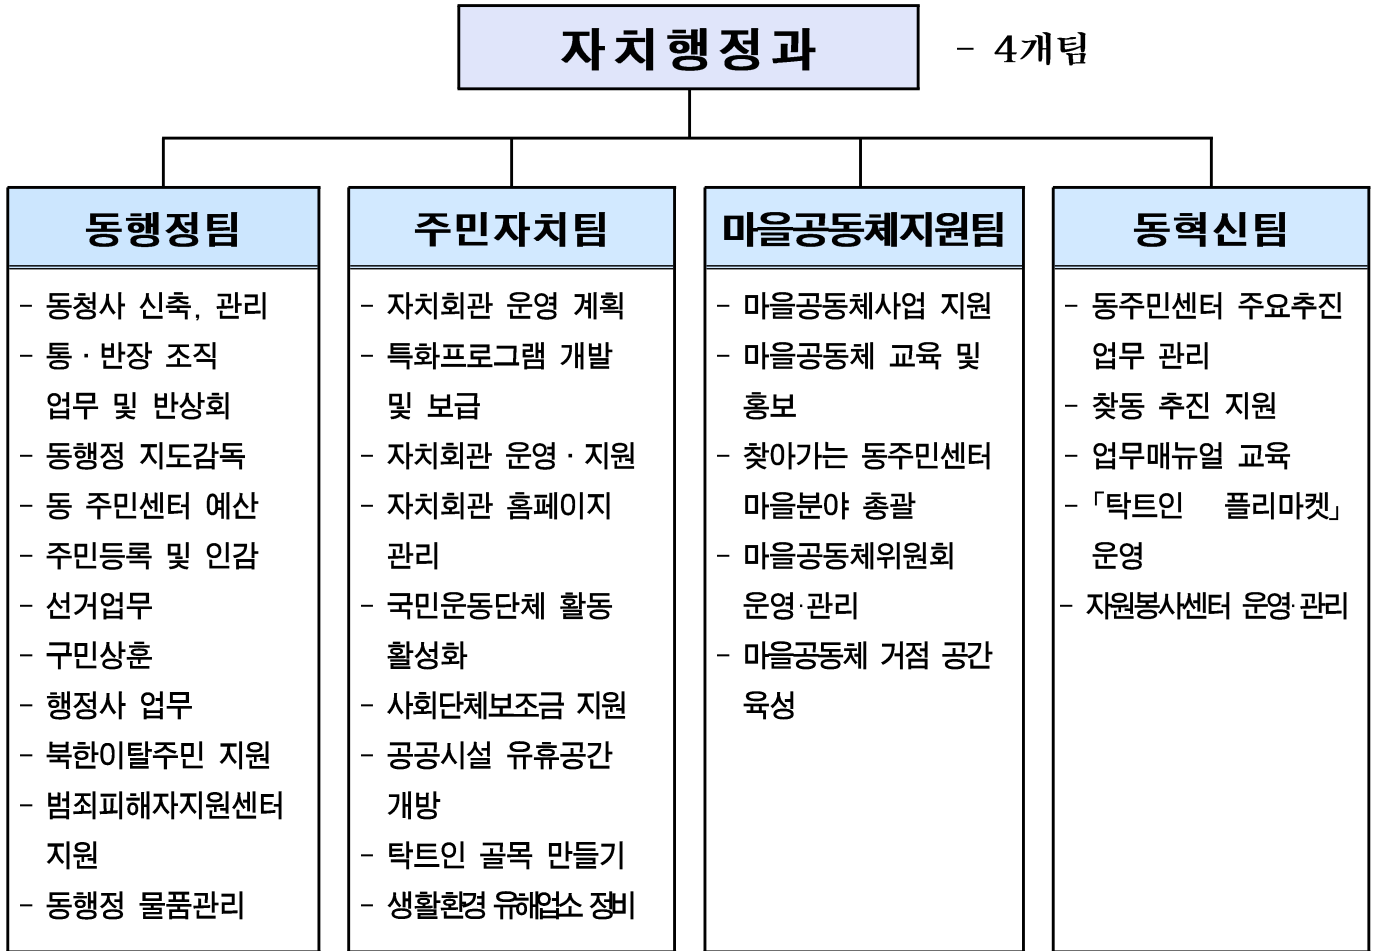 자치행정과
- 4개팀
동행정팀
- 동청사 신축, 관리
- 통·반장 조직
업무 및 반상회
- 동행정 지도감독
- 동 주민센터 예산
- 주민등록 및 인감
- 선거업무
- 구민상훈
- 행정사 업무
- 북한이탈주민 지원
- 범죄피해자지원센터
지원
- 동행정 물품관리
주민자치팀
- 자치회관 운영 계획
- 특화프로그램 개발
및 보급
- 자치회관 운영·지원
- 자치회관 홈페이지
관리
- 국민운동단체 활동
활성화
- 사회단체보조금 지원
- 공공시설 유휴공간
개방
- 탁트인 골목 만들기
- 생활환경 유해업소 정비
마을공동체지원팀
- 마을공동체사업 지원
- 마을공동체 교육 및
홍보
- 찾아가는 동주민센터
마을분야 총괄
- 마을공동체위원회
운영·관리
- 마을공동체 거점 공간
육성
동혁신팀
- 동주민센터 주요추진
업무 관리
- 찾동 추진 지원
- 업무매뉴얼 교육
- 「탁트인 플리마켓」
운영
- 자원봉사센터 운영·관리